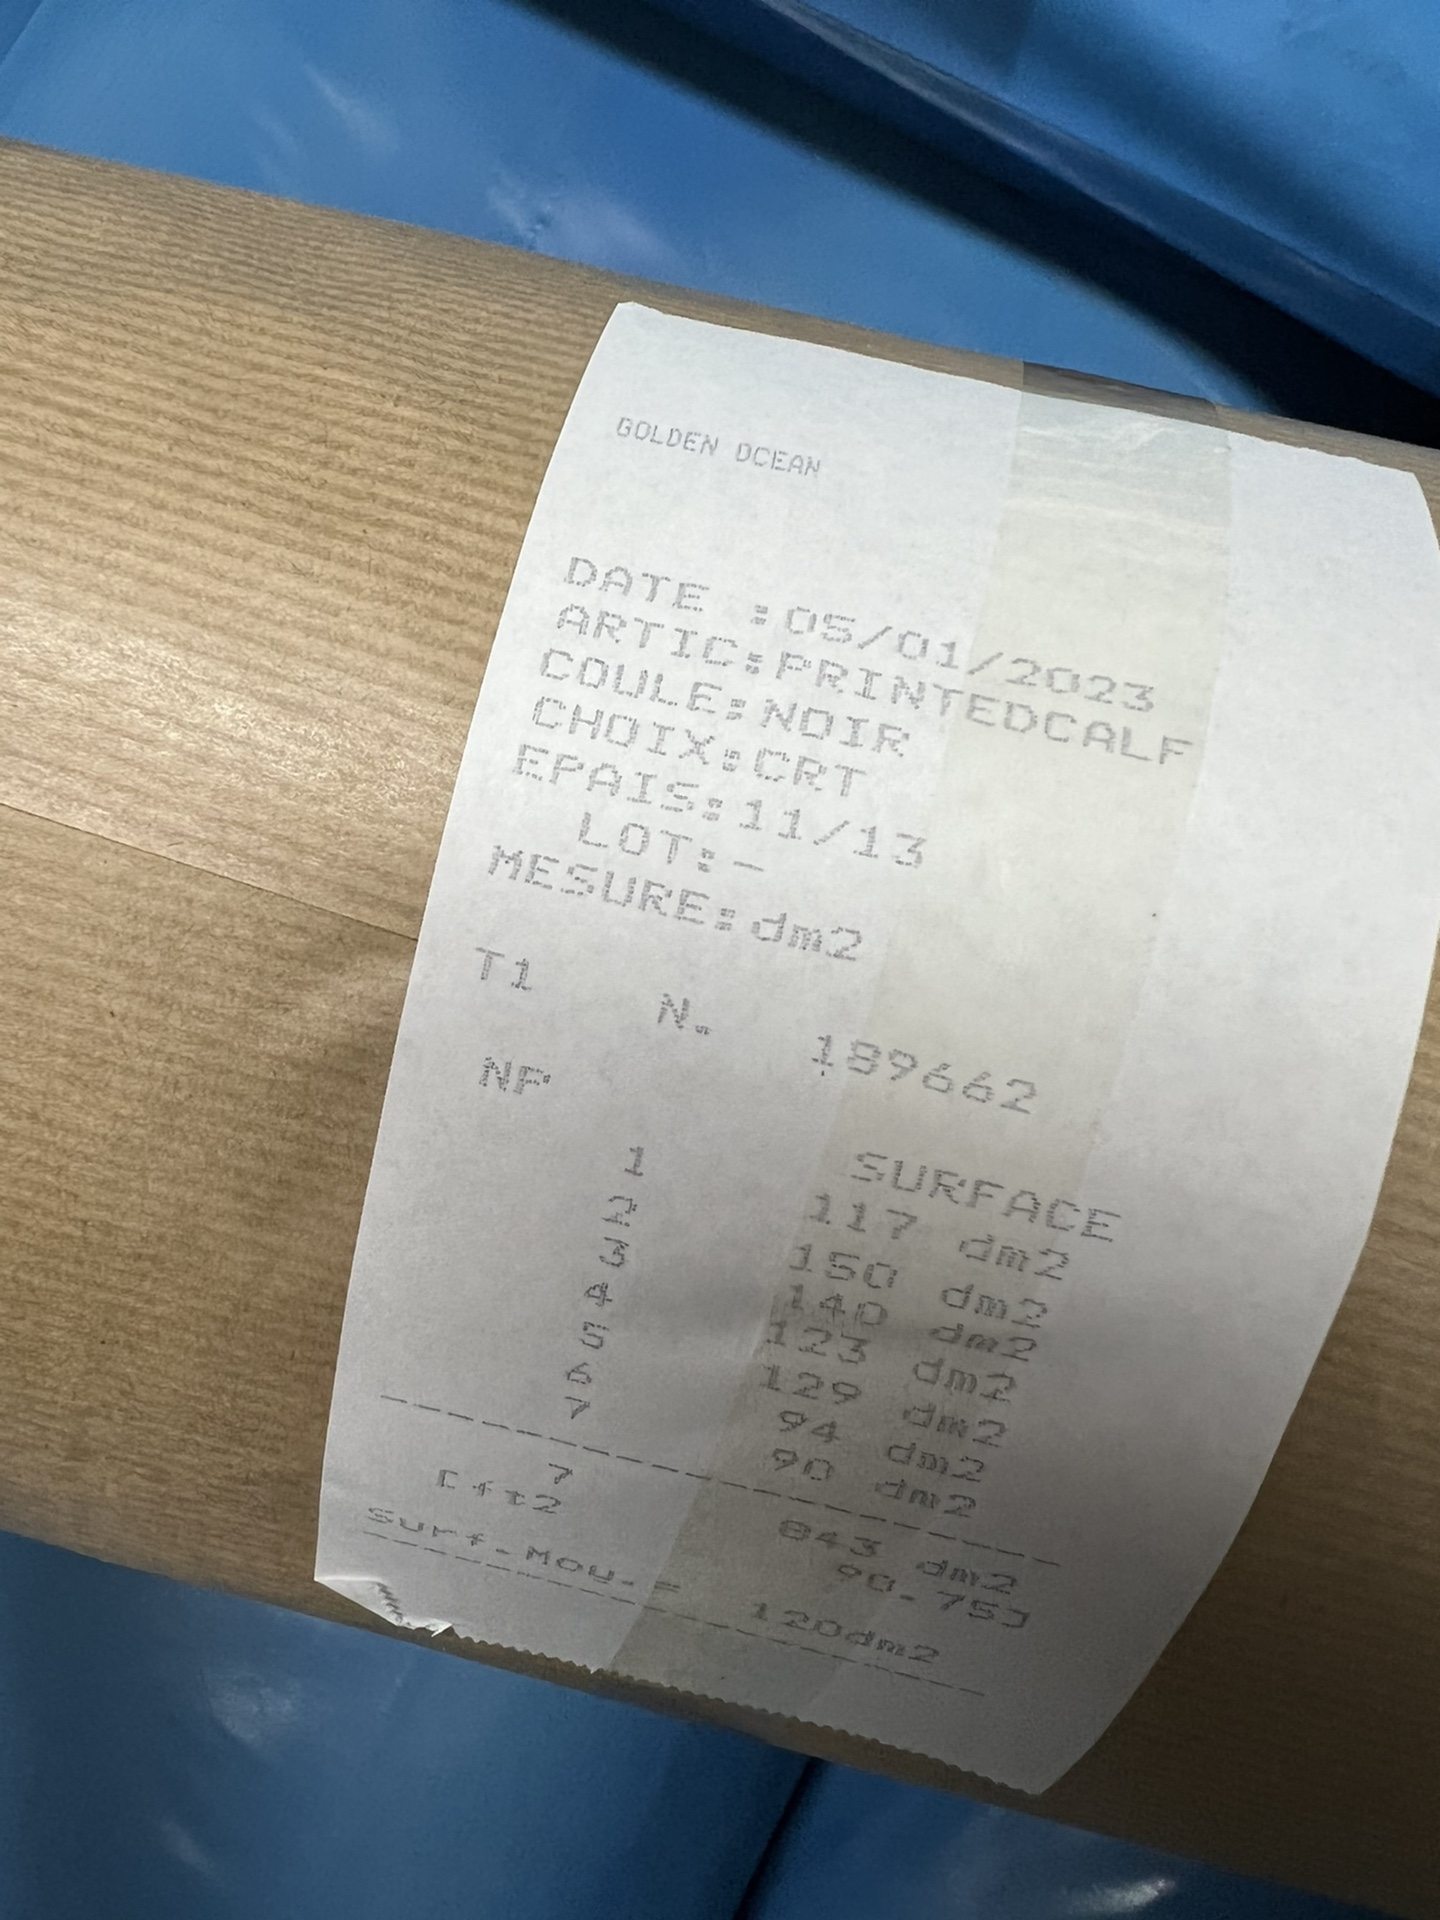 GOLDEN OCEAN
DATE :05/01/2023
ARTIC:PRINTEDCALF
COULE:NOIR
CHOIX:CRT
EPAIS:11/13
LOT:-
MESURE:dm2
T1 N. 189662
NP SURFACE
1 117 dm2
2 150 dm2
3 140 dm2
4 123 dm2
5 129 dm2
6 94 dm2
7 90 dm2
7 843 dm2
[ft2 90.75]
Surf.Mou.= 120dm2